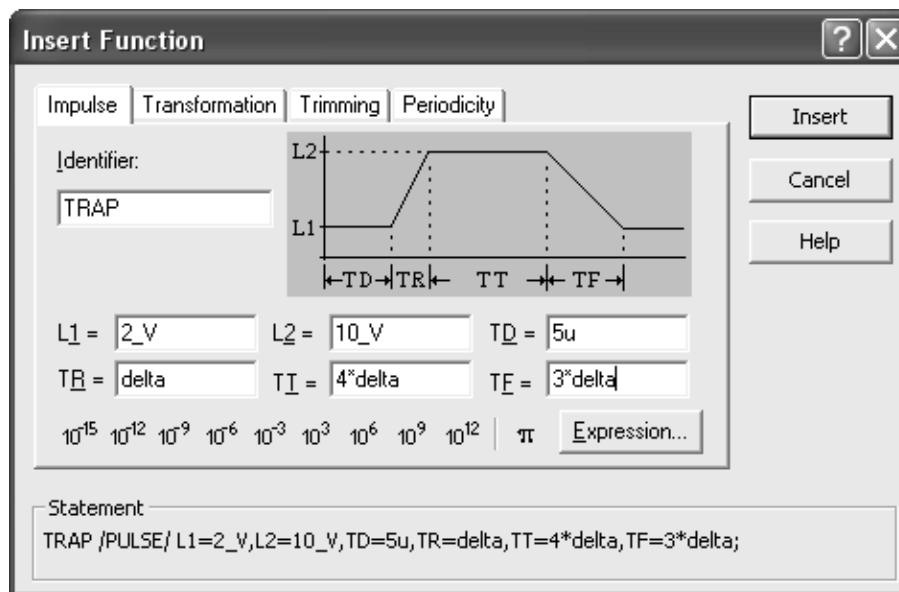 Insert Function
Impulse Transformation Trimming Periodicity
Insert
Cancel
Help
Identifier:
TRAP
L2
L1
TD TR TT TF
L1 = 2_V L2 = 10_V TD = 5u
TR = delta TT = 4*delta TF = 3*delta
10⁻¹⁵ 10⁻¹² 10⁻⁹ 10⁻⁶ 10⁻³ 10³ 10⁶ 10⁹ 10¹² π Expression...
Statement
TRAP /PULSE/ L1=2_V,L2=10_V,TD=5u,TR=delta,TT=4*delta,TF=3*delta;